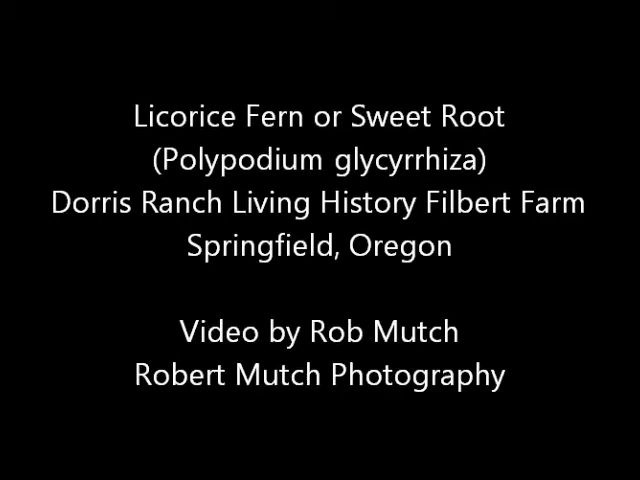 Licorice Fern or Sweet Root
(Polypodium glycyrrhiza)
Dorris Ranch Living History Filbert Farm
Springfield, Oregon
Video by Rob Mutch
Robert Mutch Photography